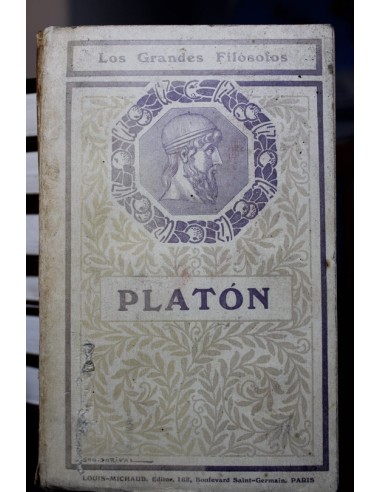 Los Grandes Filósofos
PLATÓN
LOUIS-MICHAUD, Editor, 168, Boulevard Saint-Germain, PARIS